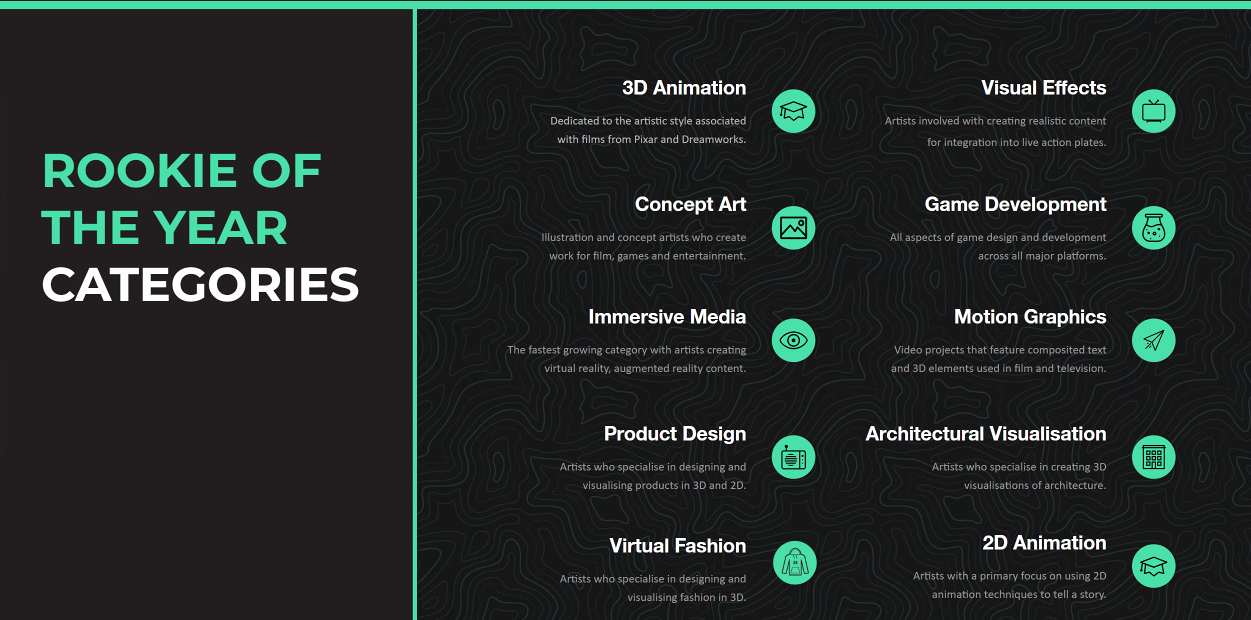 ROOKIE OF
THE YEAR
CATEGORIES
3D Animation
Dedicated to the artistic style associated
with films from Pixar and Dreamworks.
Visual Effects
Artists involved with creating realistic content
for integration into live action plates.
Concept Art
Illustration and concept artists who create
work for film, games and entertainment.
Game Development
All aspects of game design and development
across all major platforms.
Immersive Media
The fastest growing category with artists creating
virtual reality, augmented reality content.
Motion Graphics
Video projects that feature composited text
and 3D elements used in film and television.
Product Design
Artists who specialise in designing and
visualising products in 3D and 2D.
Architectural Visualisation
Artists who specialise in creating 3D
visualisations of architecture.
Virtual Fashion
Artists who specialise in designing and
visualising fashion in 3D.
2D Animation
Artists with a primary focus on using 2D
animation techniques to tell a story.